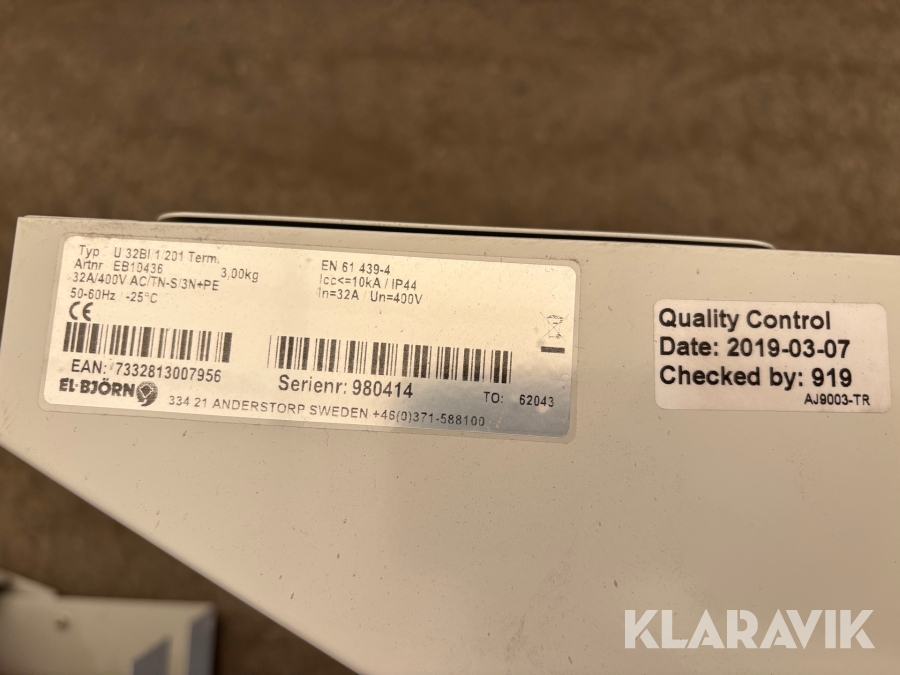 Typ U 32BI 1 201 Term.
Artnr EB10436 3,00kg
32A/400V AC/TN-S/3N+PE
50-60Hz / -25°C
CE
EAN: 7332813007956
EL-BJÖRN
EN 61 439-4
Icc<=10kA / IP44
In=32A / Un=400V
Serienr: 980414
TO: 62043
334 21 ANDERSTORP SWEDEN +46(0)371-588100
Quality Control
Date: 2019-03-07
Checked by: 919
AJ9003-TR
KLARAVIK